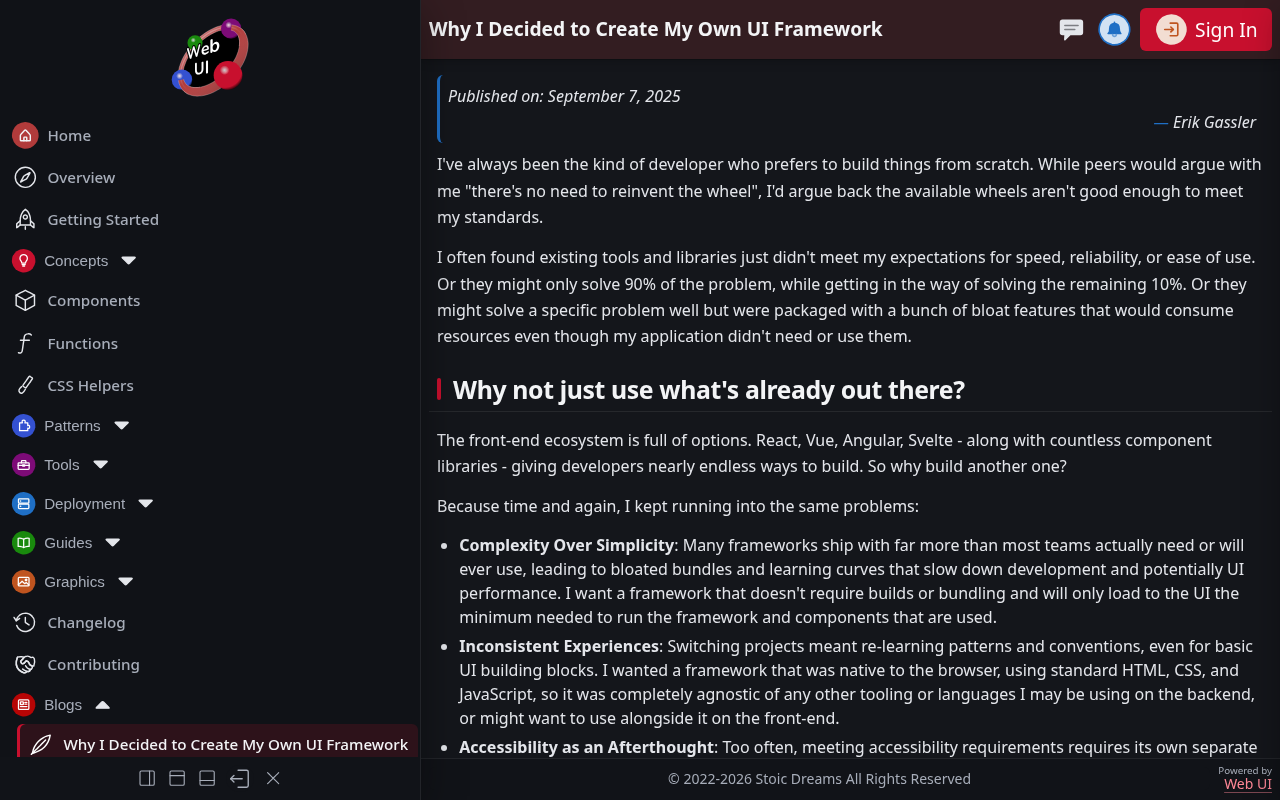 Web
UI
Home
Overview
Getting Started
Concepts
Components
Functions
CSS Helpers
Patterns
Tools
Deployment
Guides
Graphics
Changelog
Contributing
Blogs
Why I Decided to Create My Own UI Framework
Why I Decided to Create My Own UI Framework
Sign In
Published on: September 7, 2025
— Erik Gassler
I've always been the kind of developer who prefers to build things from scratch. While peers would argue with
me "there's no need to reinvent the wheel", I'd argue back the available wheels aren't good enough to meet
my standards.
I often found existing tools and libraries just didn't meet my expectations for speed, reliability, or ease of use.
Or they might only solve 90% of the problem, while getting in the way of solving the remaining 10%. Or they
might solve a specific problem well but were packaged with a bunch of bloat features that would consume
resources even though my application didn't need or use them.
Why not just use what's already out there?
The front-end ecosystem is full of options. React, Vue, Angular, Svelte - along with countless component
libraries - giving developers nearly endless ways to build. So why build another one?
Because time and again, I kept running into the same problems:
• Complexity Over Simplicity: Many frameworks ship with far more than most teams actually need or will
ever use, leading to bloated bundles and learning curves that slow down development and potentially UI
performance. I want a framework that doesn't require builds or bundling and will only load to the UI the
minimum needed to run the framework and components that are used.
• Inconsistent Experiences: Switching projects meant re-learning patterns and conventions, even for basic
UI building blocks. I wanted a framework that was native to the browser, using standard HTML, CSS, and
JavaScript, so it was completely agnostic of any other tooling or languages I may be using on the backend,
or might want to use alongside it on the front-end.
• Accessibility as an Afterthought: Too often, meeting accessibility requirements requires its own separate
© 2022-2026 Stoic Dreams All Rights Reserved
Powered by
Web UI